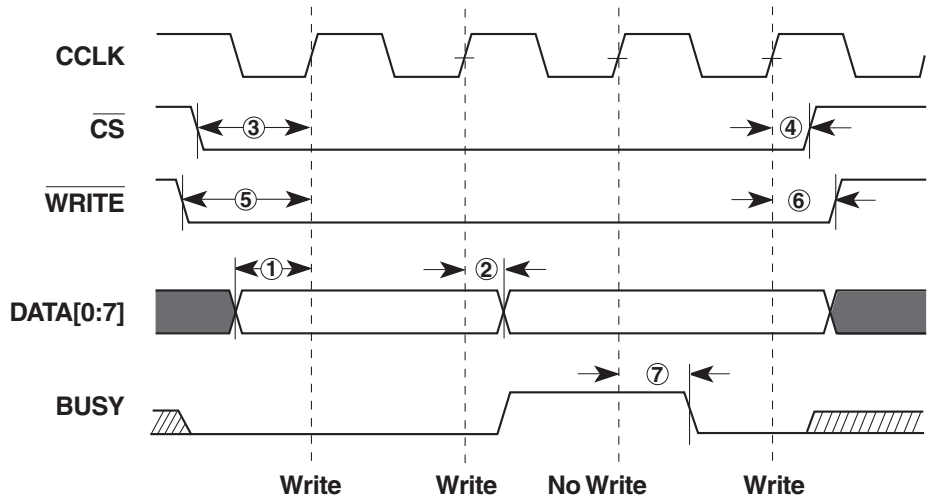 CCLK
CS
③ ④
WRITE
⑤ ⑥
① ②
DATA[0:7]
⑦
BUSY
Write Write No Write Write